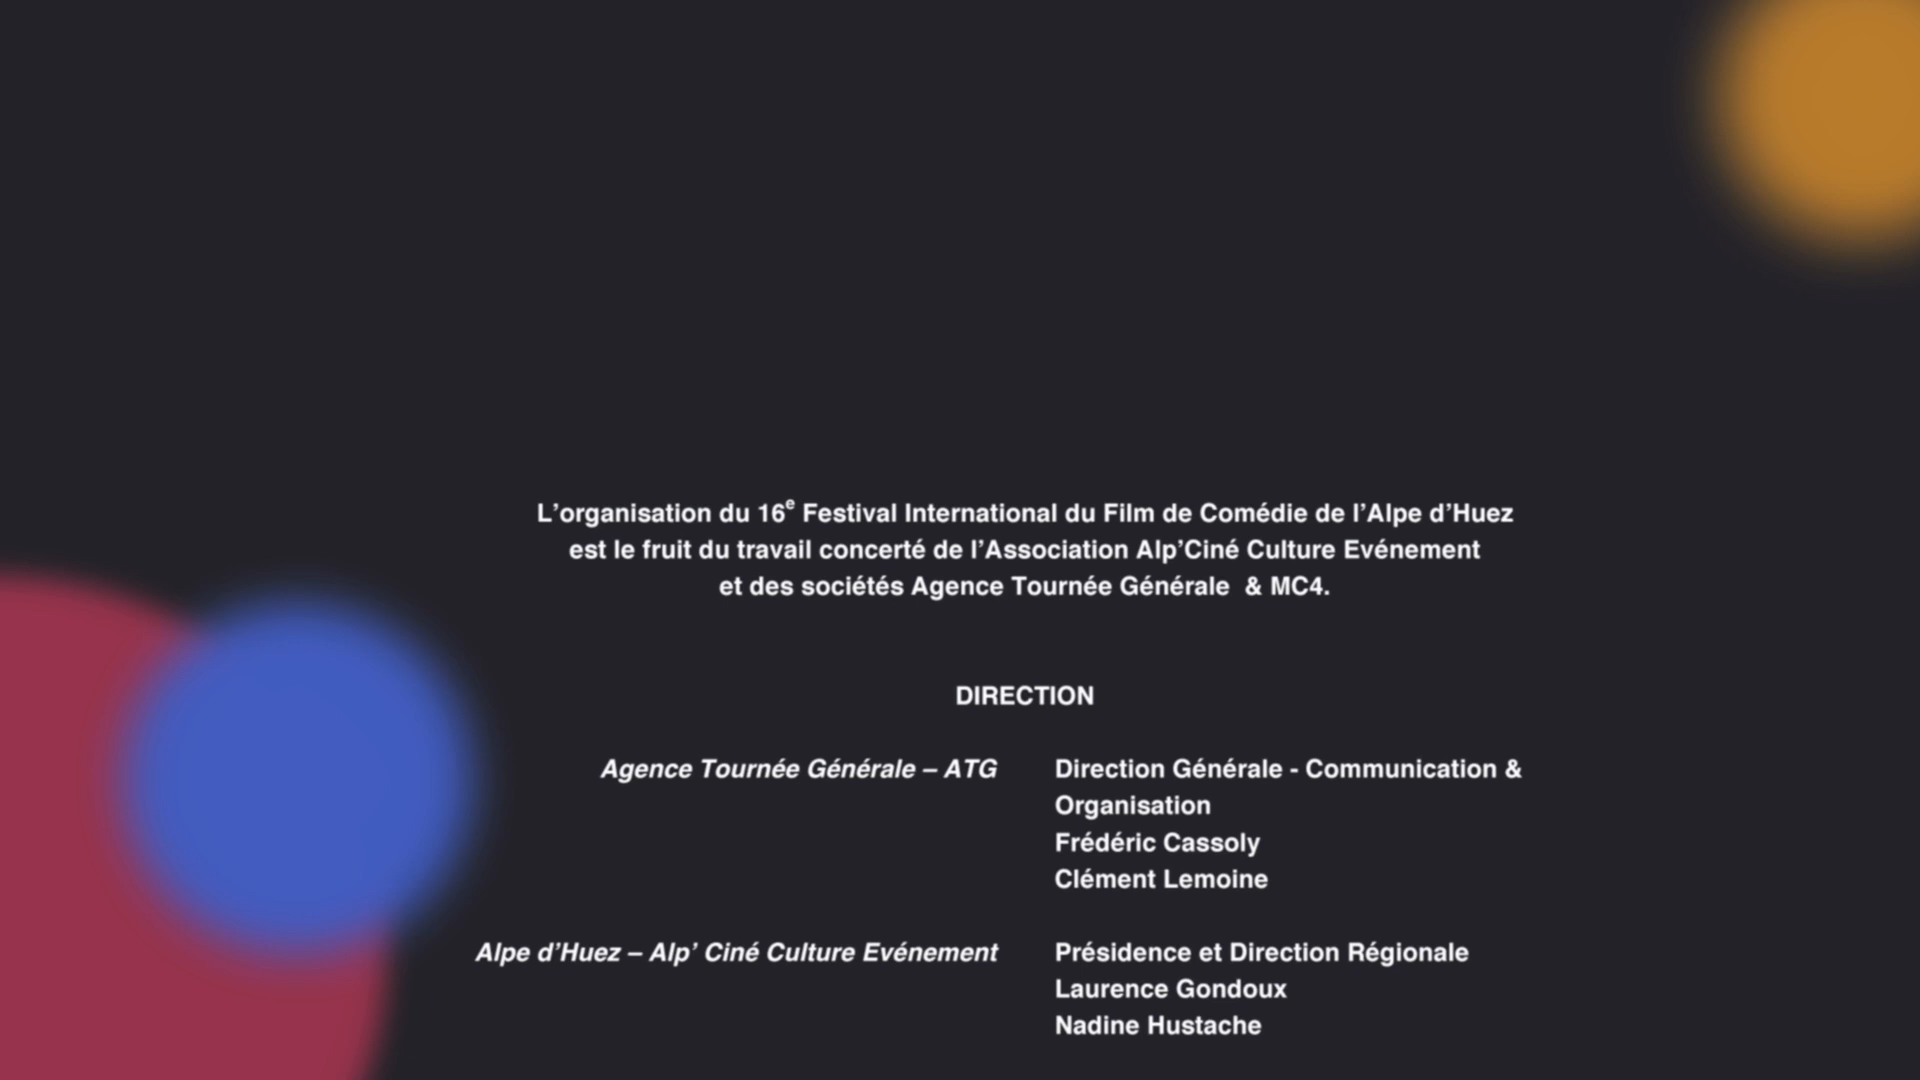 L’organisation du 16e Festival International du Film de Comédie de l’Alpe d’Huez
est le fruit du travail concerté de l’Association Alp’Ciné Culture Evénement
et des sociétés Agence Tournée Générale  & MC4.
DIRECTION
Agence Tournée Générale – ATG Direction Générale - Communication &
Organisation
Frédéric Cassoly
Clément Lemoine
Alpe d’Huez – Alp’ Ciné Culture Evénement Présidence et Direction Régionale
Laurence Gondoux
Nadine Hustache